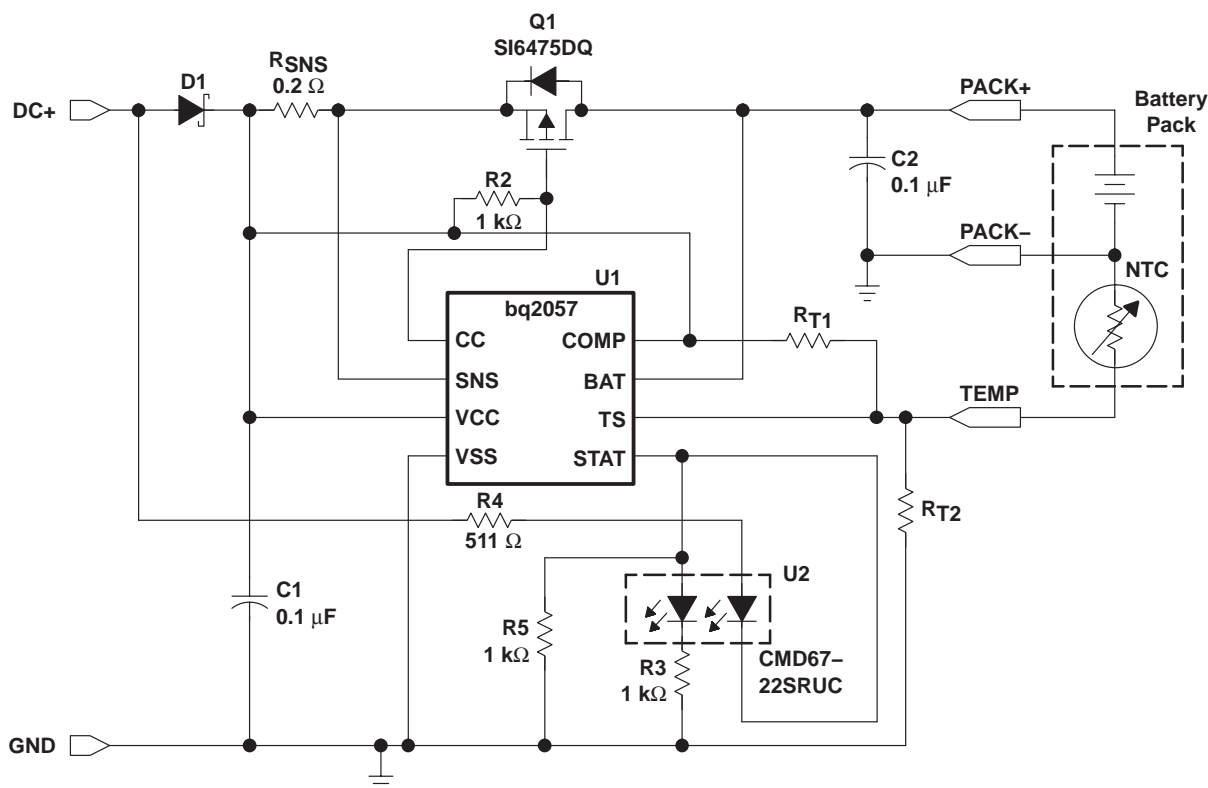 Q1
SI6475DQ
RSNS
0.2 Ω
D1
DC+
PACK+
Battery
Pack
C2
0.1 μF
R2
1 kΩ
PACK–
NTC
U1
bq2057
RT1
CC
COMP
SNS
BAT
TEMP
VCC
TS
VSS
STAT
R4
511 Ω
RT2
U2
C1
0.1 μF
R5
1 kΩ
R3
1 kΩ
CMD67–
22SRUC
GND